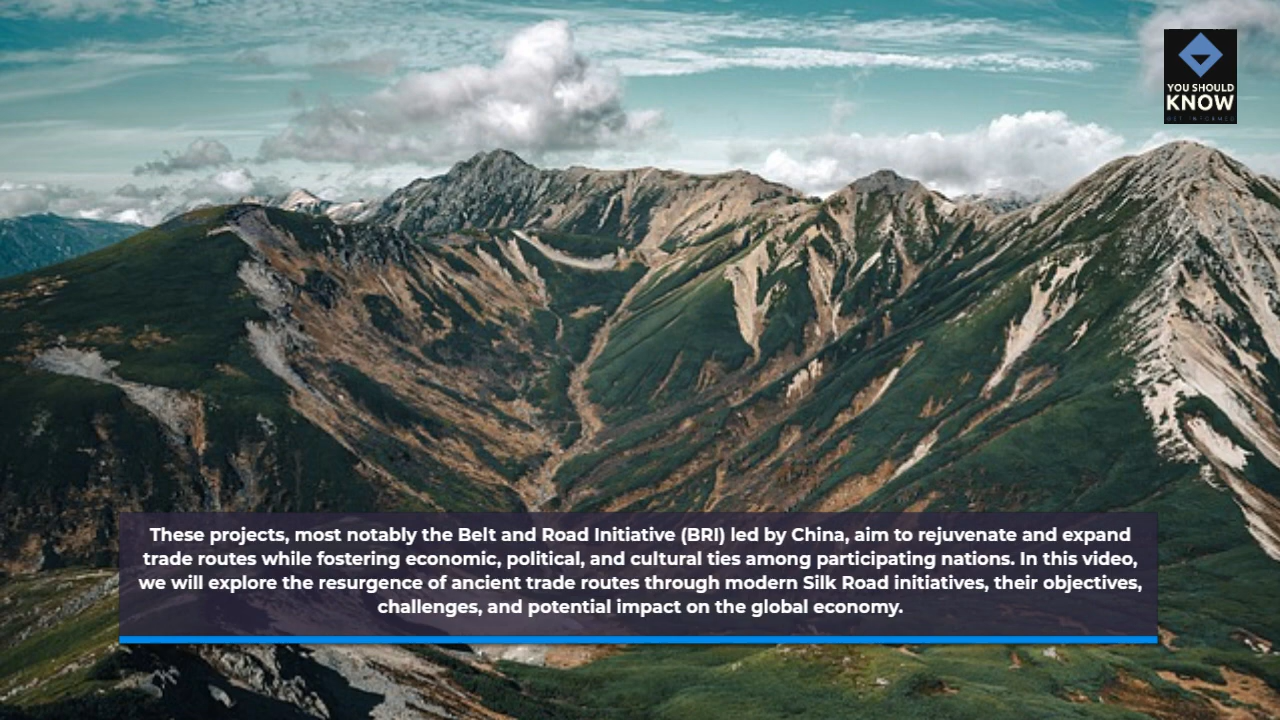 YOU SHOULD
KNOW
GET INFORMED
These projects, most notably the Belt and Road Initiative (BRI) led by China, aim to rejuvenate and expand
trade routes while fostering economic, political, and cultural ties among participating nations. In this video,
we will explore the resurgence of ancient trade routes through modern Silk Road initiatives, their objectives,
challenges, and potential impact on the global economy.